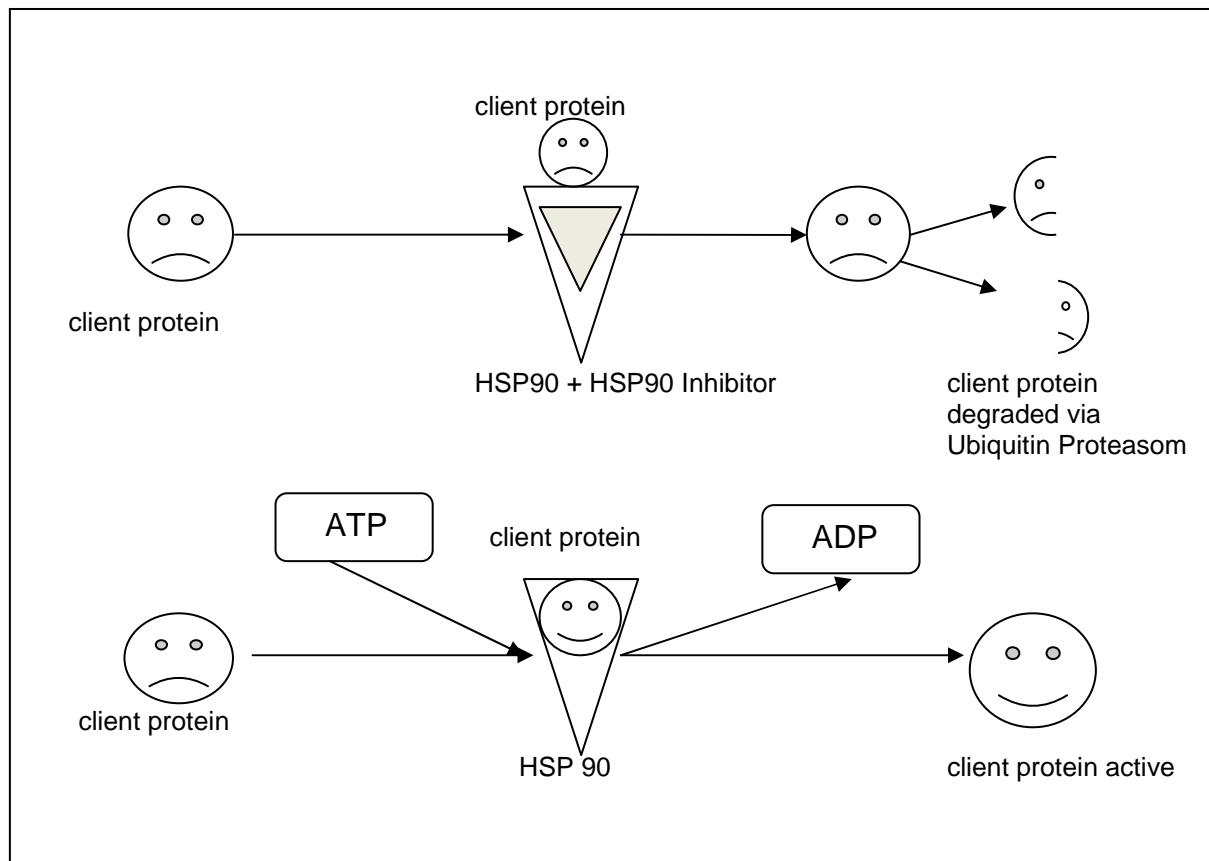 client protein
client protein
HSP90 + HSP90 Inhibitor
client protein
degraded via
Ubiquitin Proteasom
ATP
client protein
ADP
client protein
HSP 90
client protein active